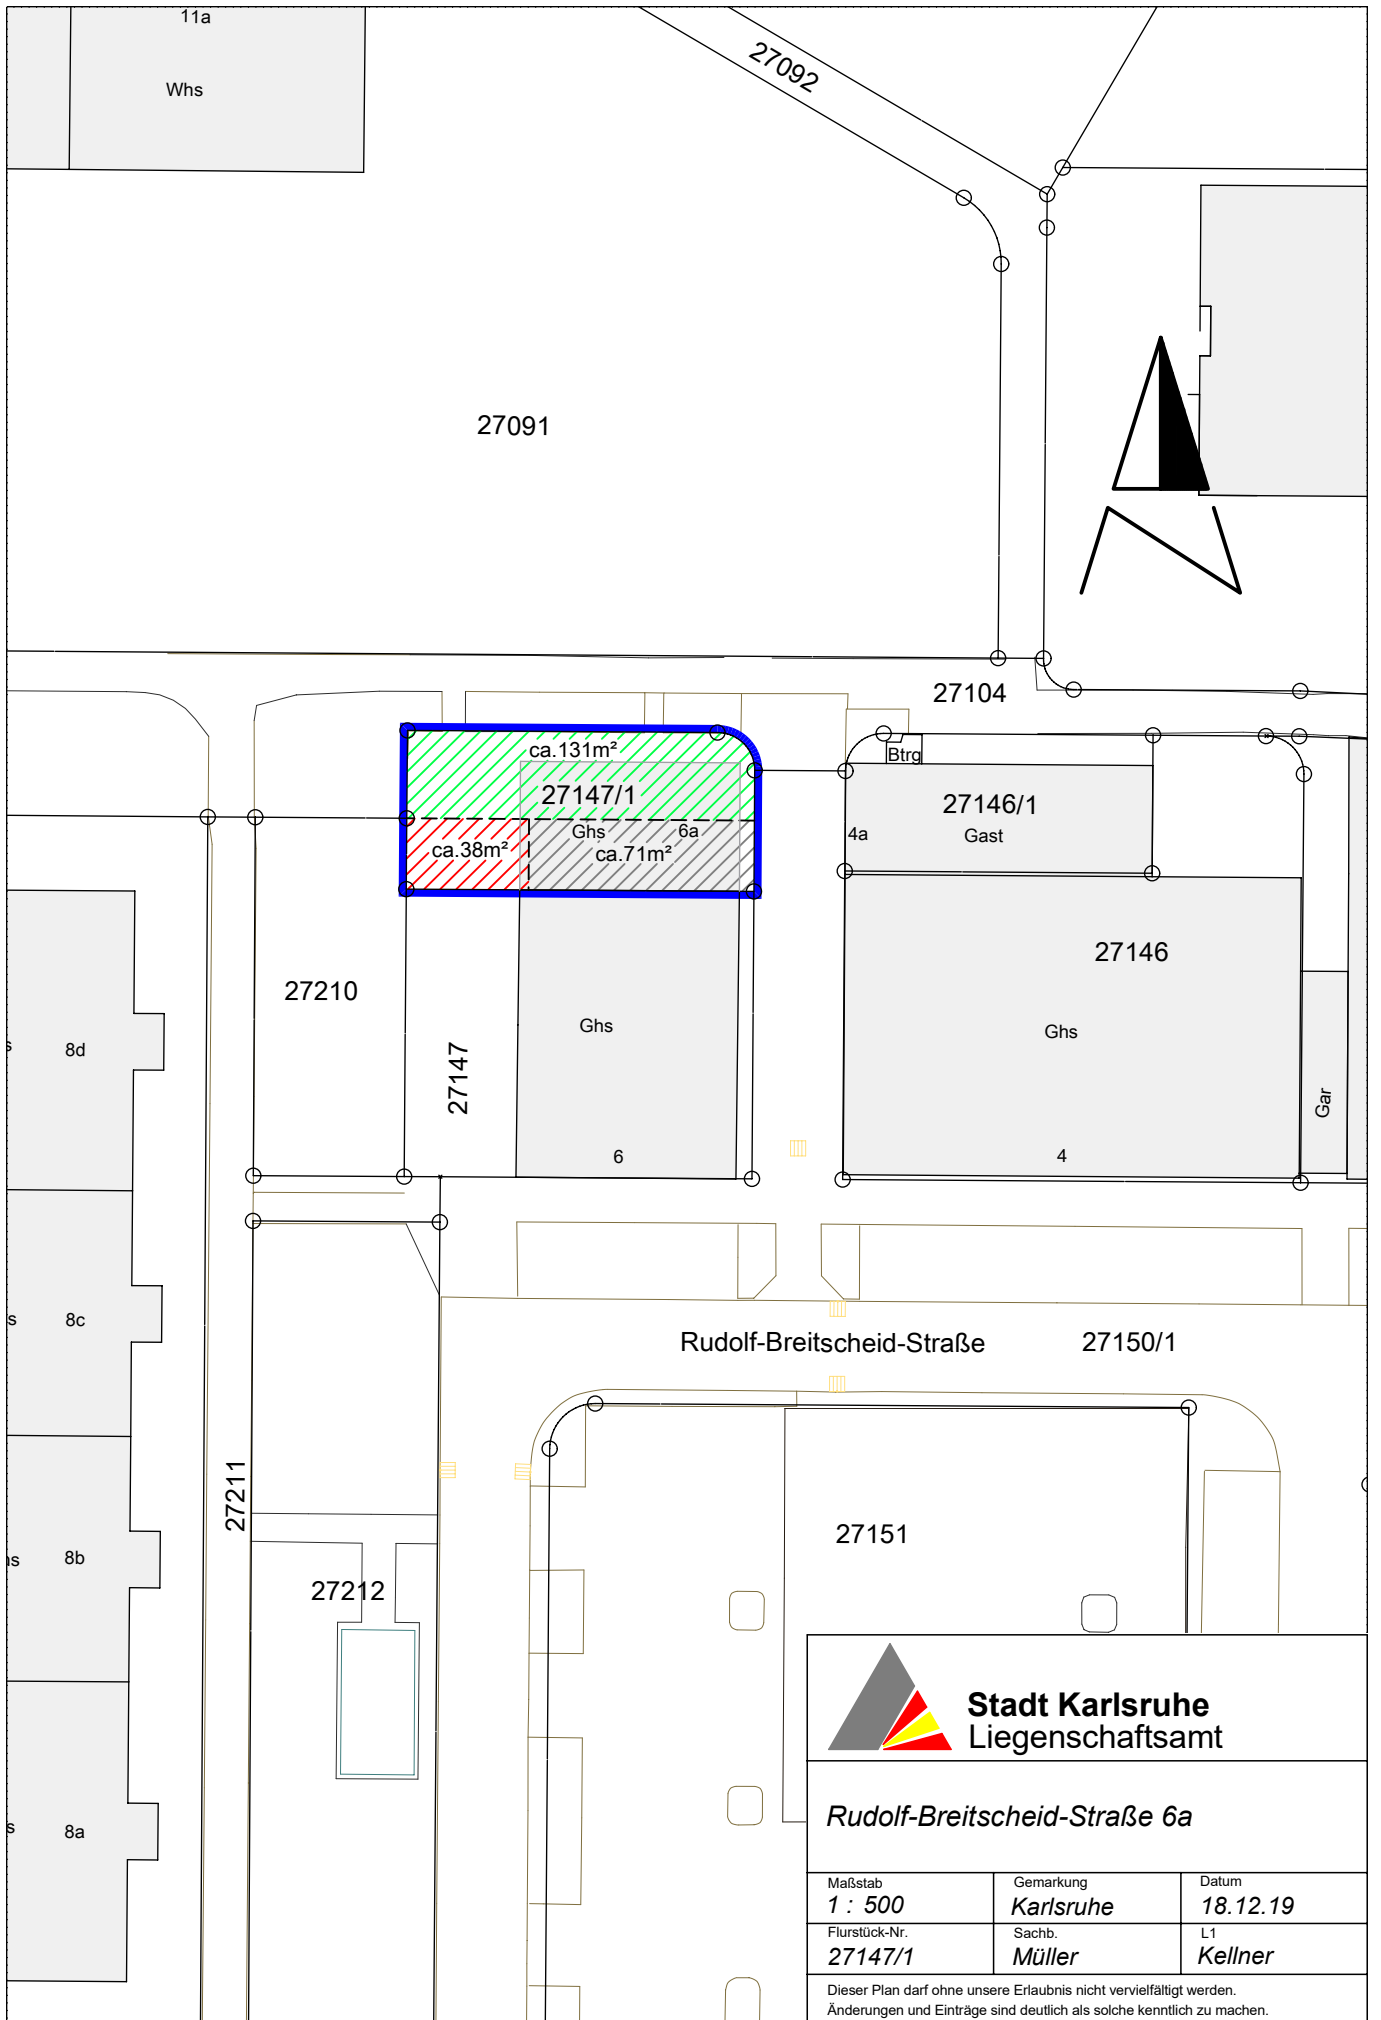 11a
Whs
27092
27091
27104
ca.131m²
27147/1
Ghs
6a
ca.38m²
ca.71m²
Btrg
27146/1
Gast
4a
27146
Ghs
Gar
4
27210
27147
Ghs
6
8d
8c
8b
8a
27211
27212
Rudolf-Breitscheid-Straße
27150/1
27151
Stadt Karlsruhe
Liegenschaftsamt
Rudolf-Breitscheid-Straße 6a
Maßstab
1 : 500
Gemarkung
Karlsruhe
Datum
18.12.19
Flurstück-Nr.
27147/1
Sachb.
Müller
L1
Kellner
Dieser Plan darf ohne unsere Erlaubnis nicht vervielfältigt werden.
Änderungen und Einträge sind deutlich als solche kenntlich zu machen.